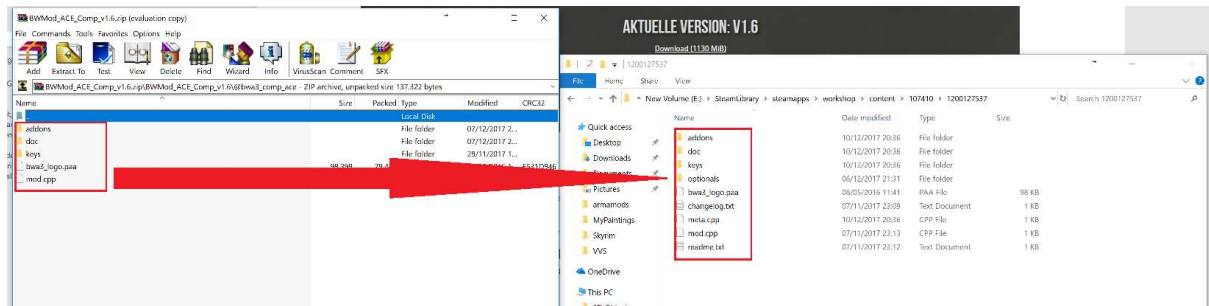 BWMod_ACE_Comp_v1.6.zip (evaluation copy)
File Commands Tools Favorites Options Help
Add Extract To Test View Delete Find Wizard Info VirusScan Comment SFX
BWMod_ACE_Comp_v1.6.zip\BWMod_ACE_Comp_v1.6\@bwa3_comp_ace - ZIP archive, unpacked size 137,322 bytes
Name Size Packed Type Modified CRC32
Local Disk
addons File folder 07/12/2017 2...
doc File folder 07/12/2017 2...
keys File folder 29/11/2017 1...
bwa3_logo.paa
mod.cpp
AKTUELLE VERSION: V1.6
Download (1130 MiB)
1200127537
File Home Share View
New Volume (E:) > SteamLibrary > steamapps > workshop > content > 107410 > 1200127537
Search 1200127537
Name Date modified Type Size
Quick access
Desktop
Downloads
Documents
Pictures
armamods
MyPaintings
Skyrim
VVS
OneDrive
This PC
addons 10/12/2017 20:36 File folder
doc 10/12/2017 20:36 File folder
keys 10/12/2017 20:36 File folder
optionals 06/12/2017 21:31 File folder
bwa3_logo.paa 08/05/2016 11:41 PAA File 98 KB
changelog.txt 07/11/2017 23:09 Text Document 1 KB
meta.cpp 10/12/2017 20:36 CPP File 1 KB
mod.cpp 07/11/2017 23:13 CPP File 1 KB
readme.txt 07/11/2017 23:12 Text Document 1 KB